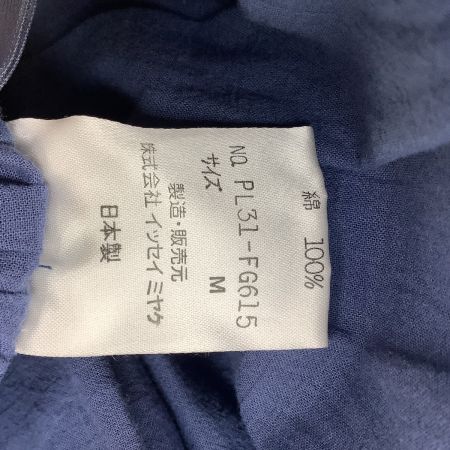 綿 100%
No. PL31-FG615
サイズ M
製造・販売元
株式会社 イッセイ ミヤケ
日本製